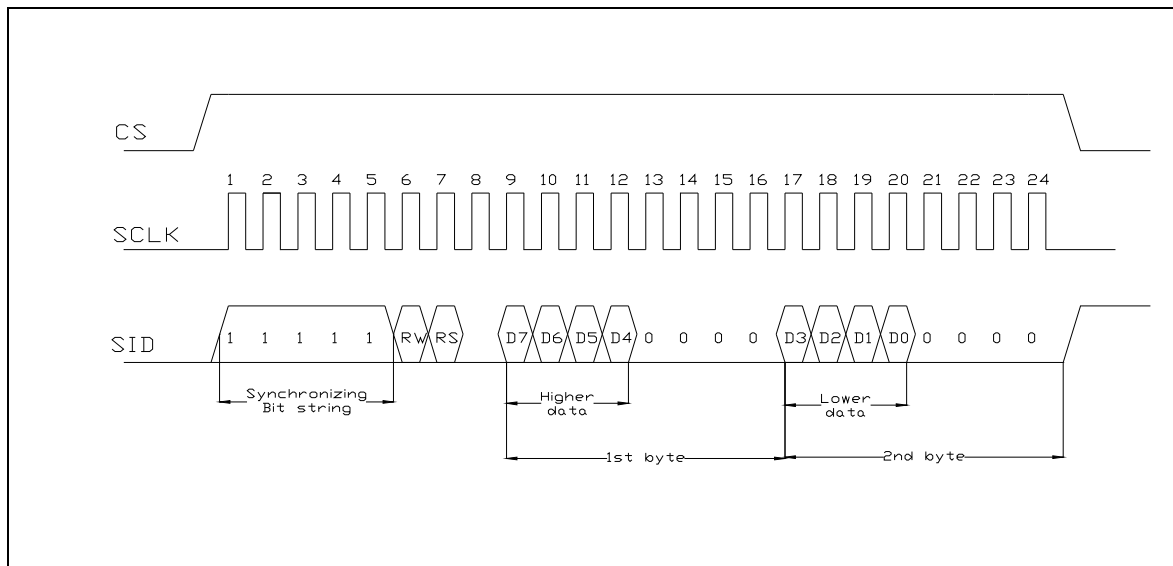 CS
1 2 3 4 5 6 7 8 9 10 11 12 13 14 15 16 17 18 19 20 21 22 23 24
SCLK
SID 1 1 1 1 1 RW RS D7 D6 D5 D4 0 0 0 0 D3 D2 D1 D0 0 0 0 0
Synchronizing
Bit string
Higher
data
Lower
data
1st byte
2nd byte